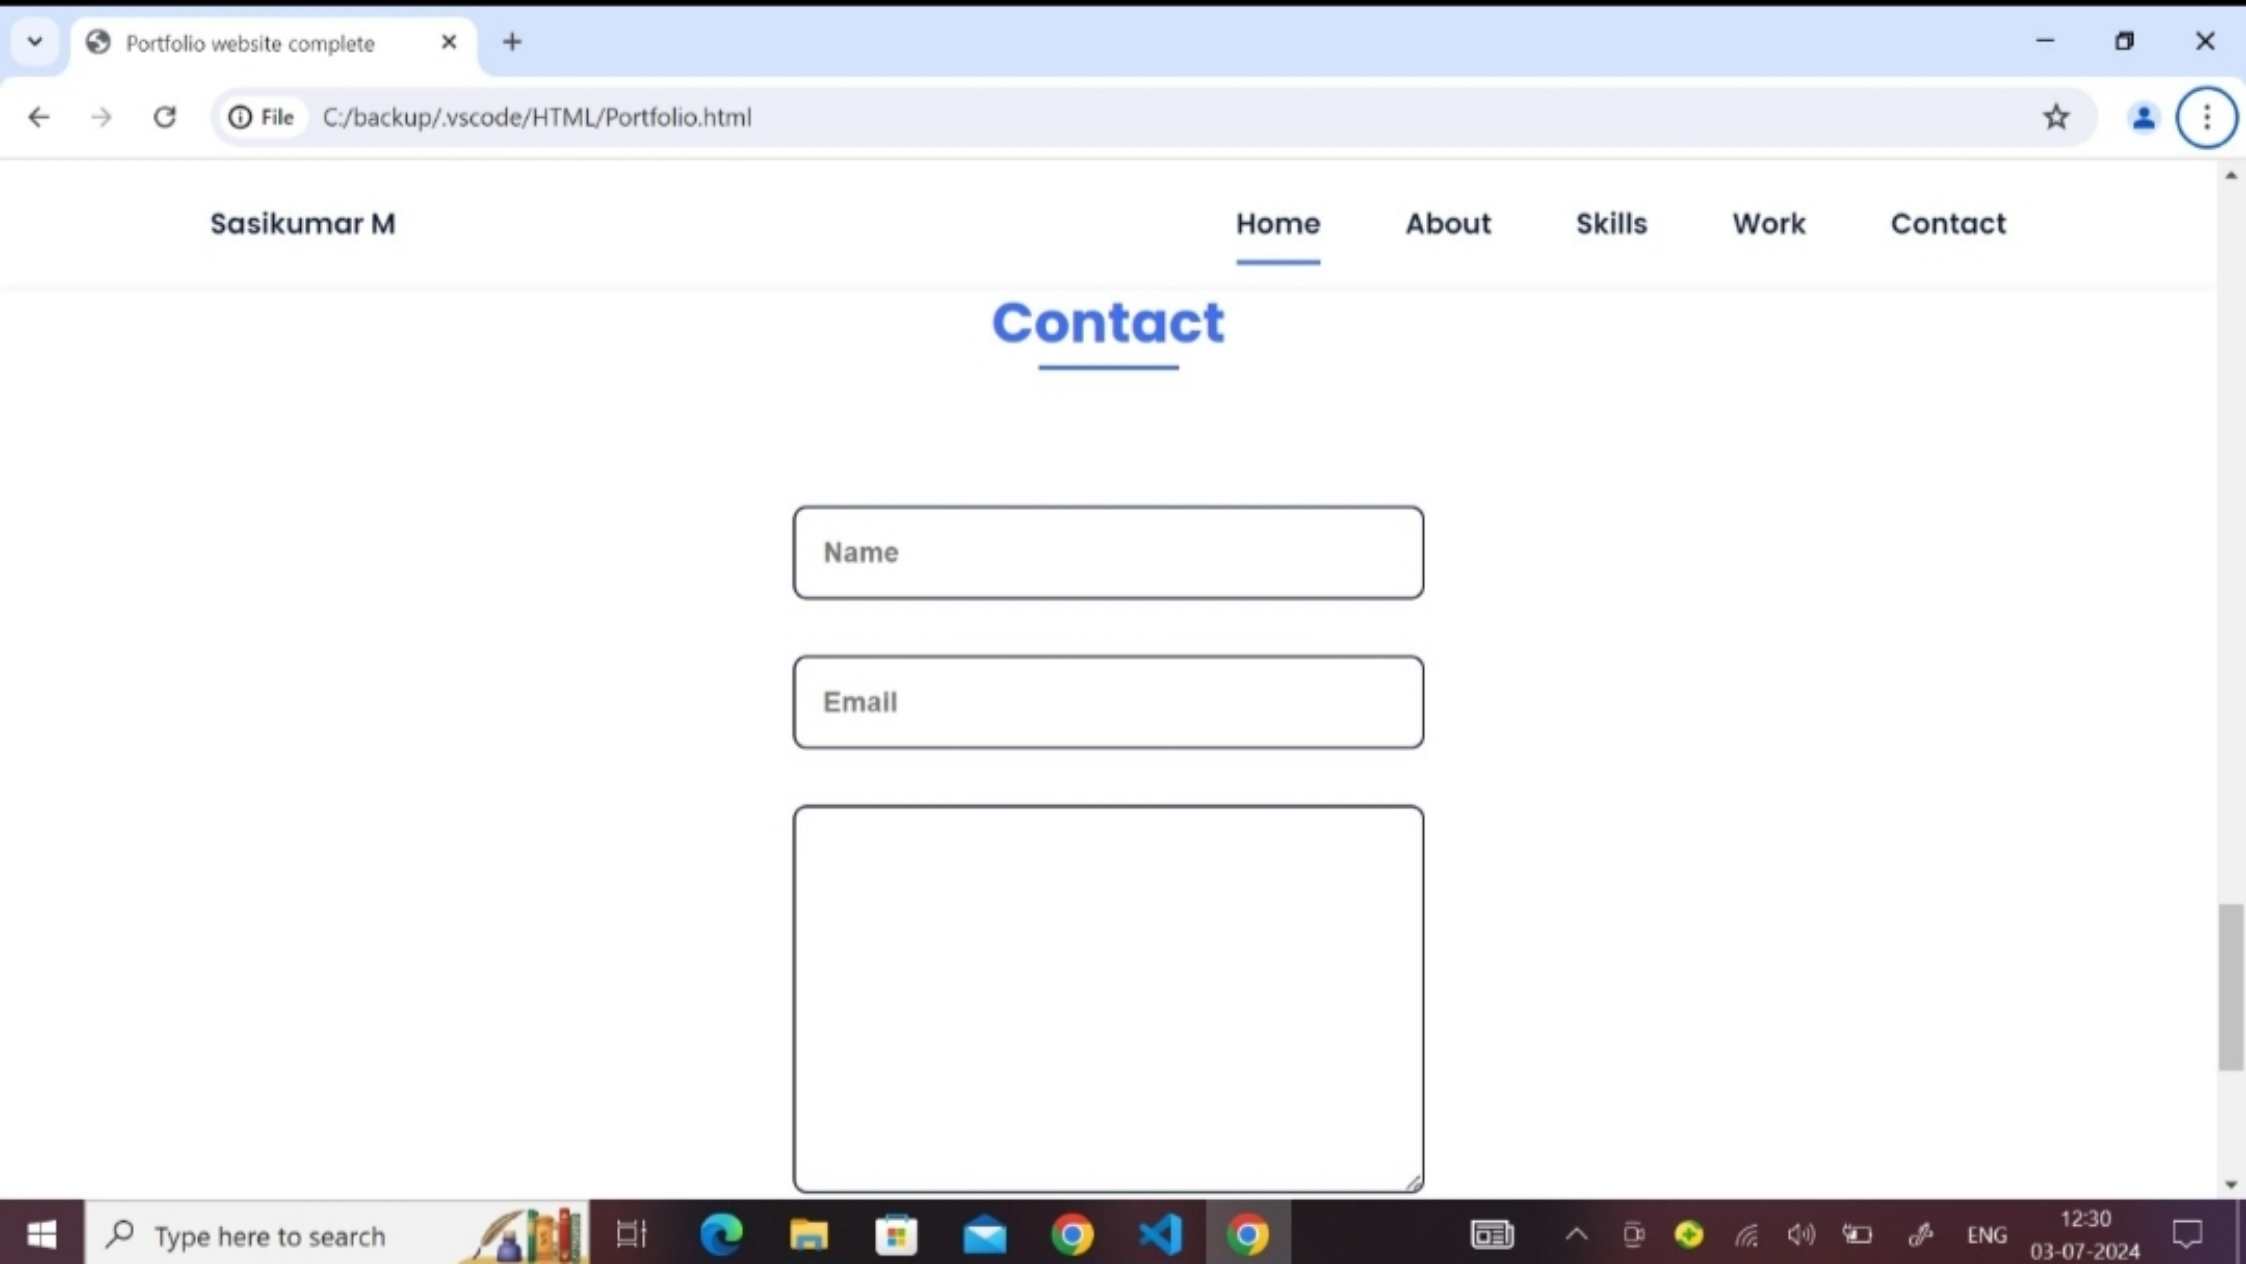 Portfolio website complete
File C:/backup/.vscode/HTML/Portfolio.html
Sasikumar M Home About Skills Work Contact
Contact
Name
Email
Type here to search
ENG
12:30
03-07-2024